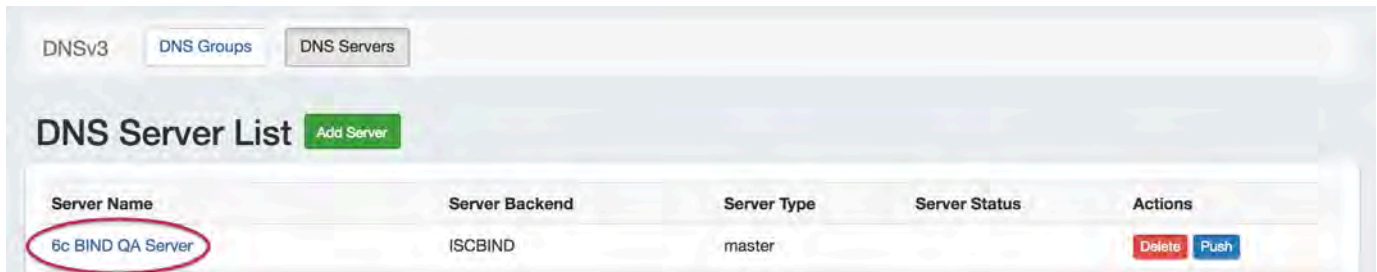 DNSv3 DNS Groups DNS Servers
DNS Server List Add Server
Server Name Server Backend Server Type Server Status Actions
6c BIND QA Server ISCBIND master Delete Push